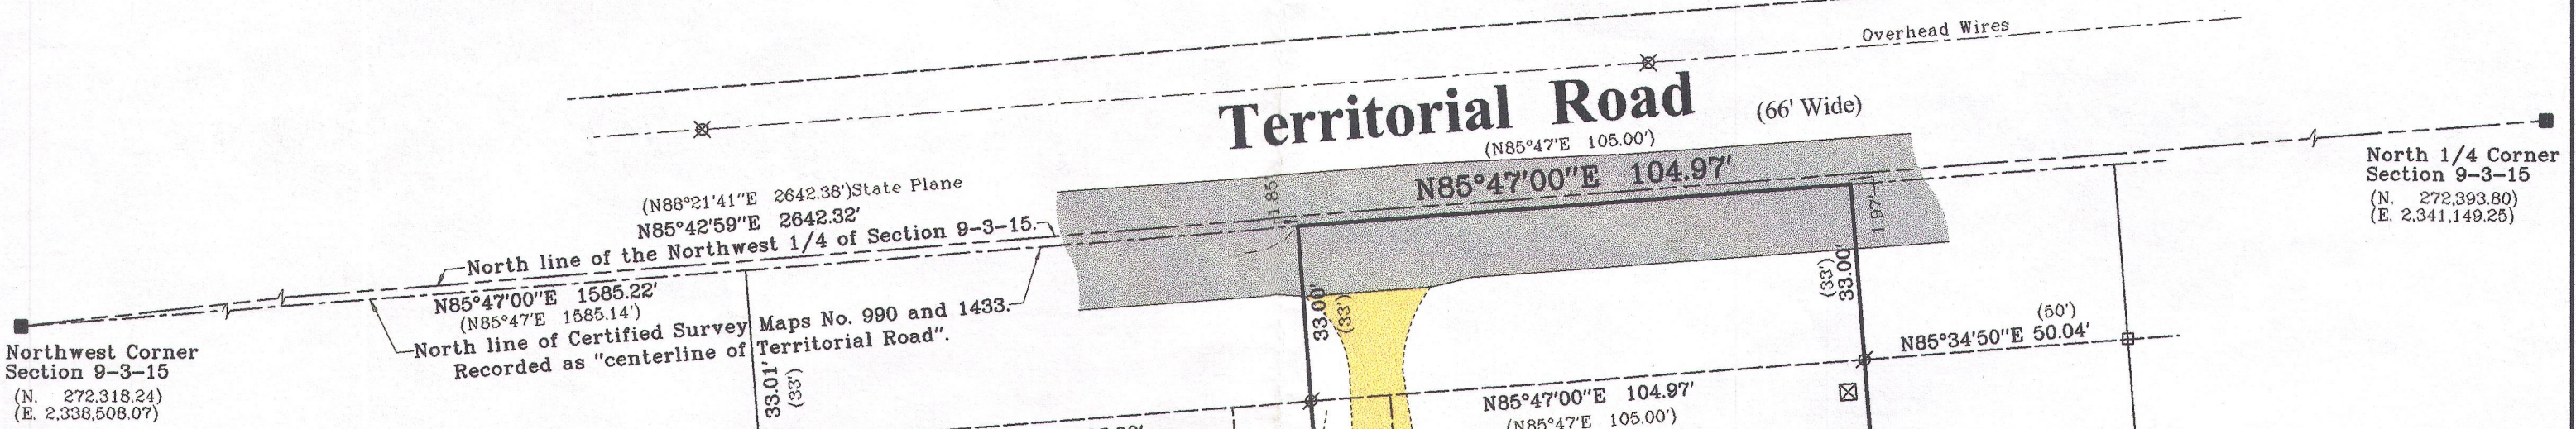 Overhead Wires
Territorial Road (66' Wide)
(N85°47'E 105.00')
N85°47'00"E 104.97'
1.85'
1.97'
(N88°21'41"E 2642.38')State Plane
N85°42'59"E 2642.32'
North line of the Northwest 1/4 of Section 9-3-15.
N85°47'00"E 1585.22'
(N85°47'E 1585.14')
North line of Certified Survey Maps No. 990 and 1433.
Recorded as "centerline of Territorial Road".
Northwest Corner
Section 9-3-15
(N. 272,318.24)
(E. 2,338,508.07)
33.01'
(33')
33.00'
(33')
(33')
33.00'
North 1/4 Corner
Section 9-3-15
(N. 272,393.80)
(E. 2,341,149.25)
(50')
N85°34'50"E 50.04'
N85°47'00"E 104.97'
(N85°47'E 105.00')